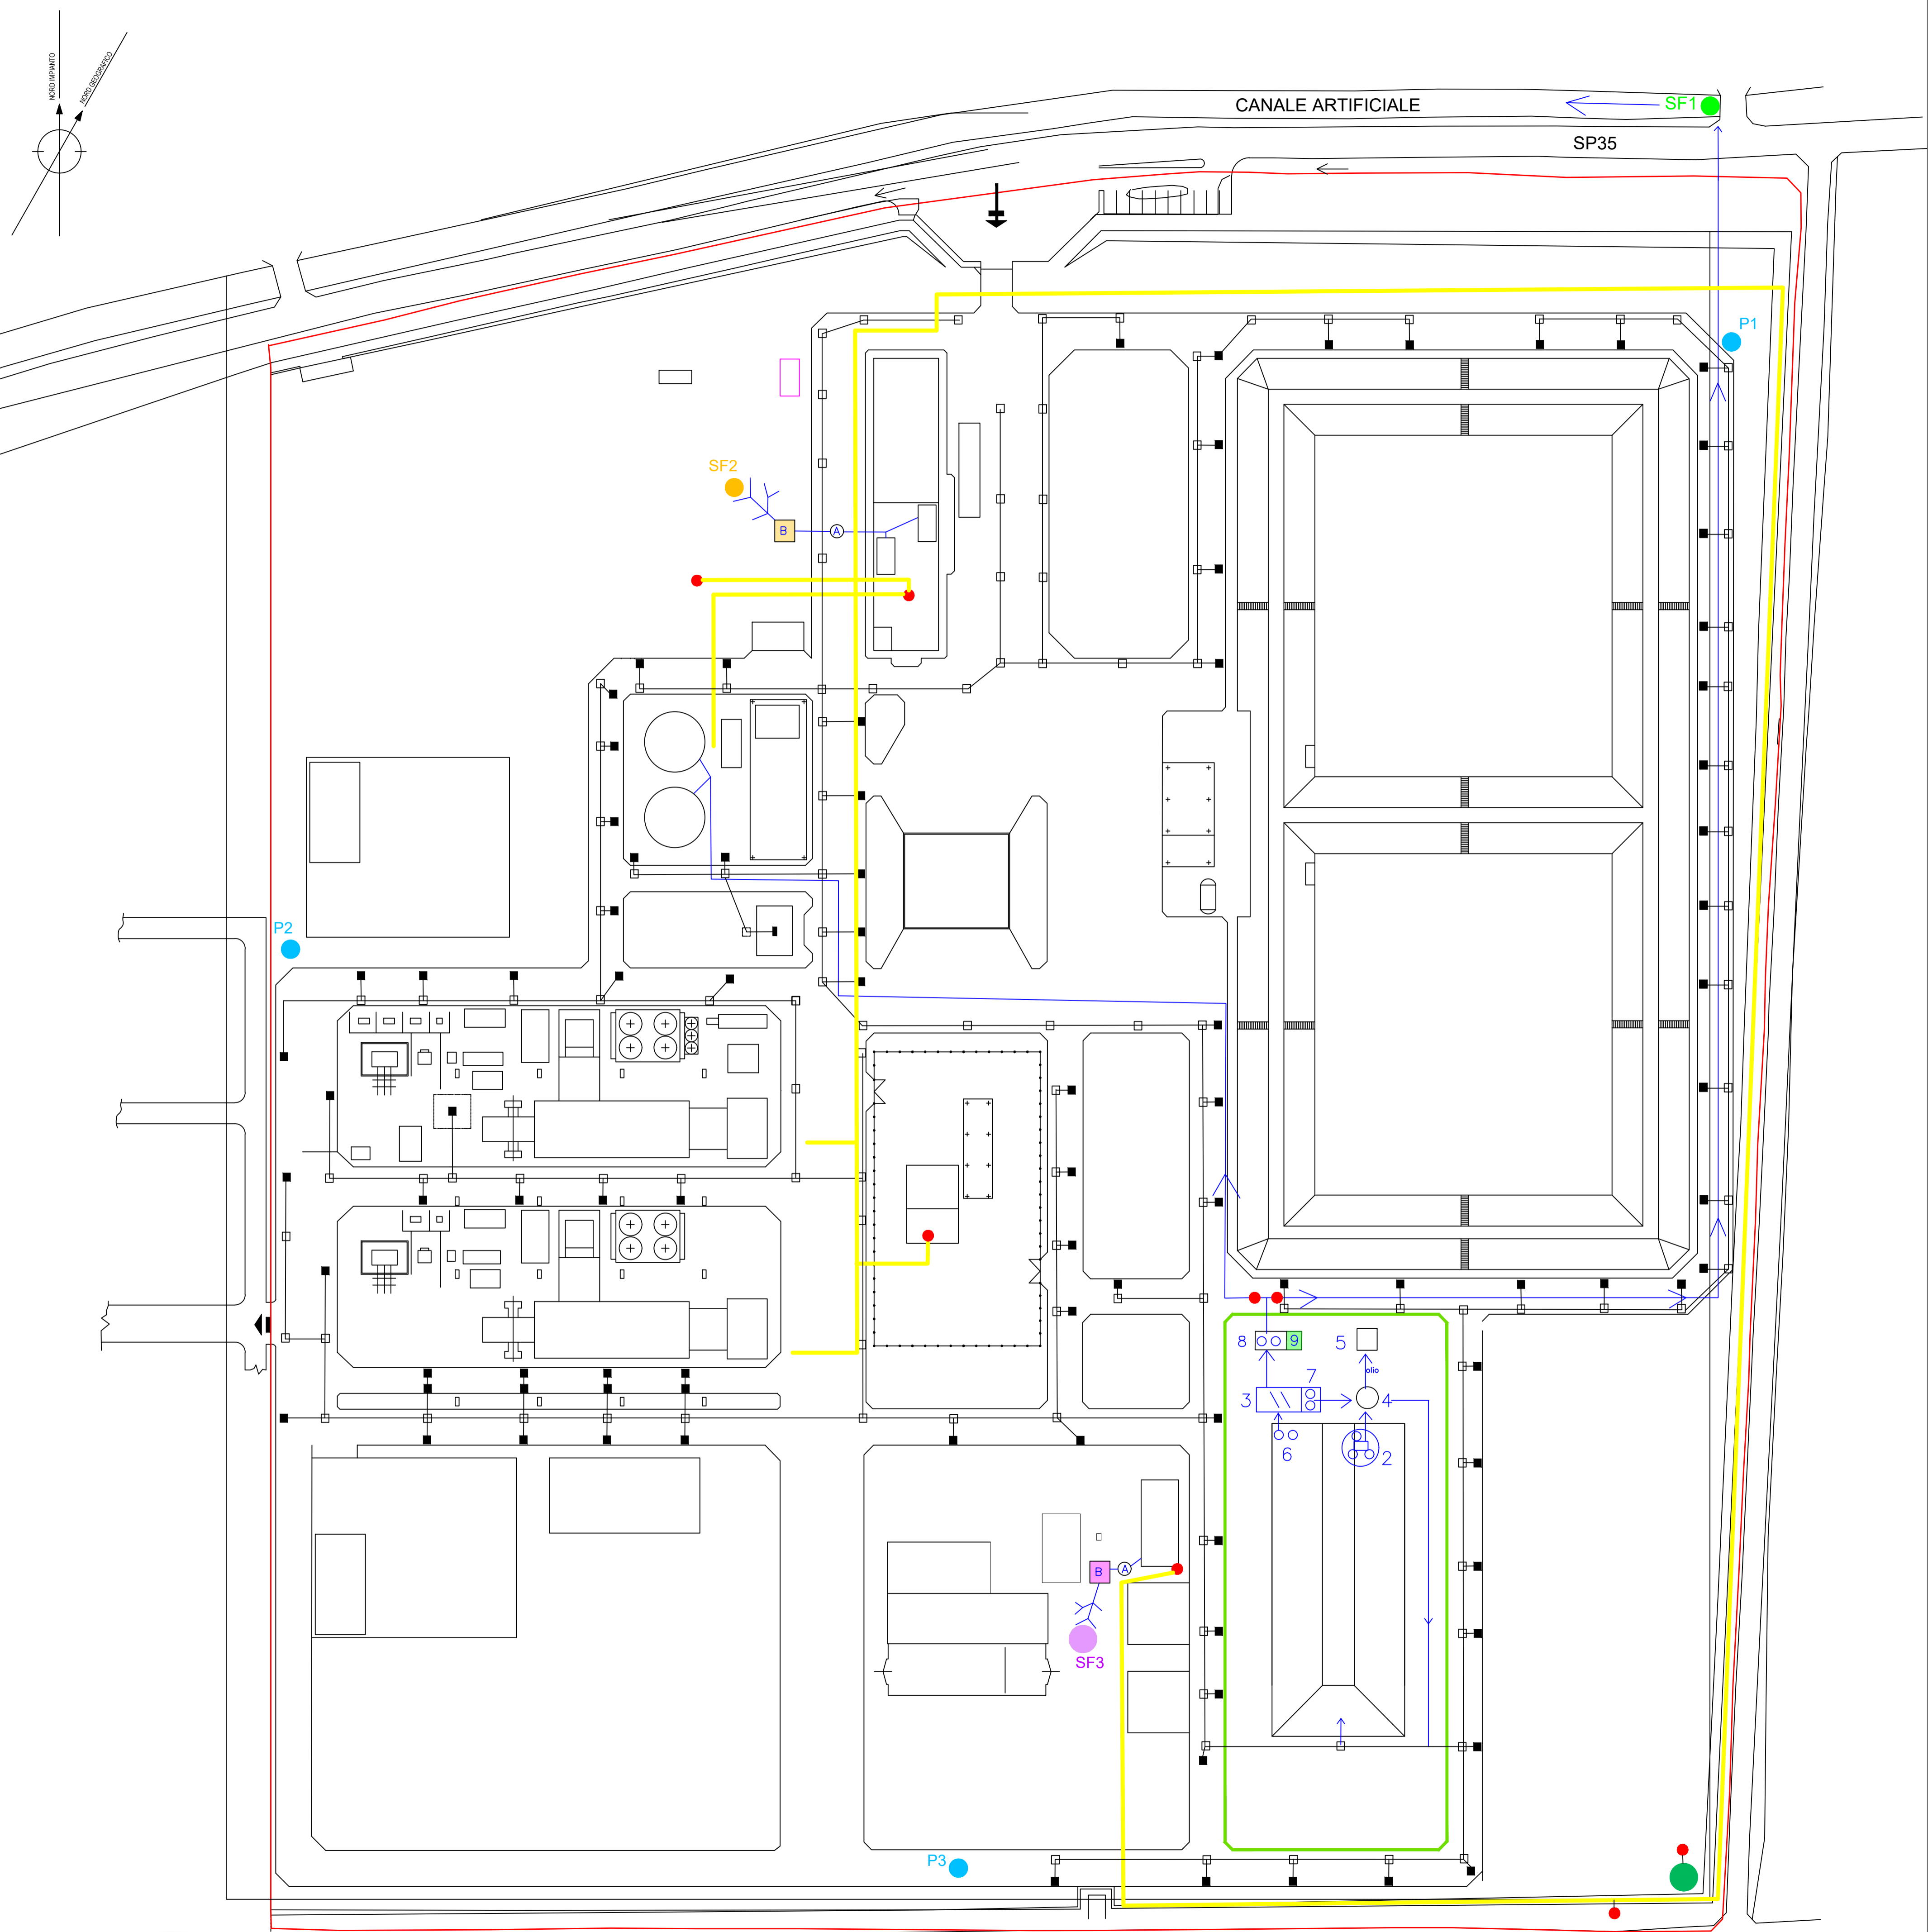 NORD IMPIANTO
NORD GEOGRAFICO
CANALE ARTIFICIALE
SF1
SP35
P1
SF2
B
A
P2
8
9
5
olio
7
3
4
6
2
B
A
SF3
P3